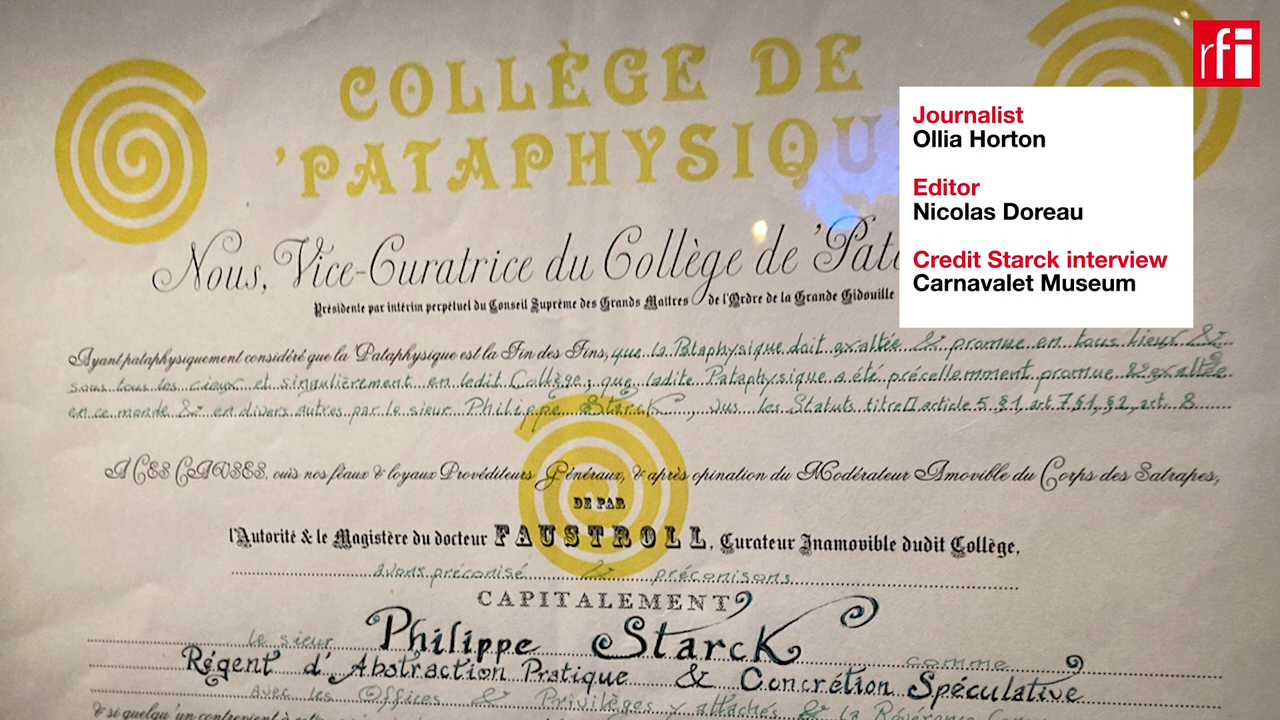 COLLÈGE DE
'PATAPHYSIQU
Nous, Vice-Curatrice du Collège de 'Pata
Présidente par intérim perpétuel du Conseil Suprême des Grands Maîtres de l'Ordre de la Grande Gidouille
Ayant pataphysiquement considéré que la 'Pataphysique est la Fin des Fins, que la Pataphysique doit exaltée & promue en tous lieux &
sous tous les cieux et singulièrement en ledit Collège; que ladite Pataphysique a été précellemment promue & exaltée
en ce monde & en divers autres par le sieur Philippe Starck, vus les Statuts titre article 5 §1, art 7 §1, §2, art. 8
A CES CAUSES, ouïs nos féaux & loyaux Provéditeurs Généraux, & après opination du Modérateur Amovible du Corps des Satrapes,
DE PAR
l'Autorité & le Magistère du docteur FAUSTROLL, Curateur Inamovible dudit Collège,
avons préconisé & préconisons
CAPITALEMENT
le sieur Philippe Starck comme
Régent d'Abstraction Pratique & Concrétion Spéculative
avec les Offices & Privilèges y attachés & la Révérence
& si quelqu'un contrevient à
rfi
Journalist
Ollia Horton
Editor
Nicolas Doreau
Credit Starck interview
Carnavalet Museum